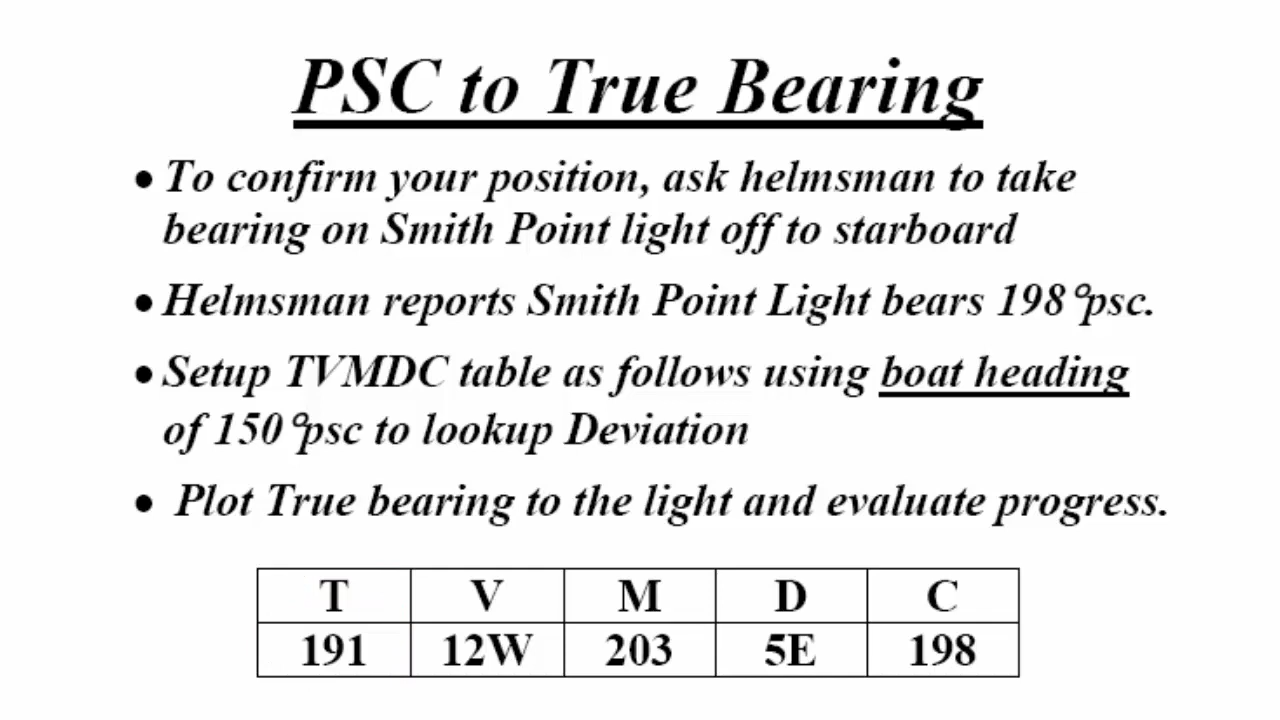 PSC to True Bearing
• To confirm your position, ask helmsman to take
bearing on Smith Point light off to starboard
• Helmsman reports Smith Point Light bears 198°psc.
• Setup TVMDC table as follows using boat heading
of 150°psc to lookup Deviation
• Plot True bearing to the light and evaluate progress.
T V M D C
191 12W 203 5E 198